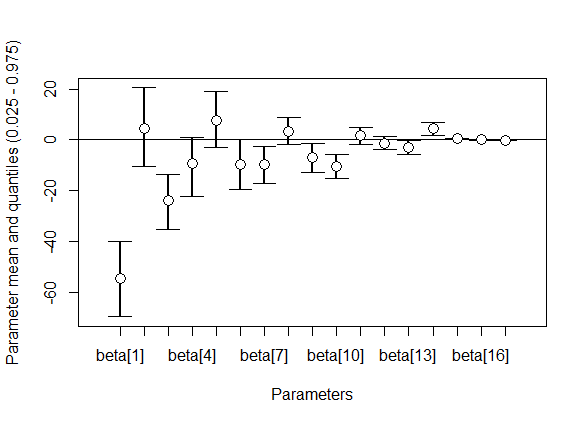 Parameter mean and quantiles (0.025 - 0.975)
20
0
-20
-40
-60
beta[1]
beta[4]
beta[7]
beta[10]
beta[13]
beta[16]
Parameters